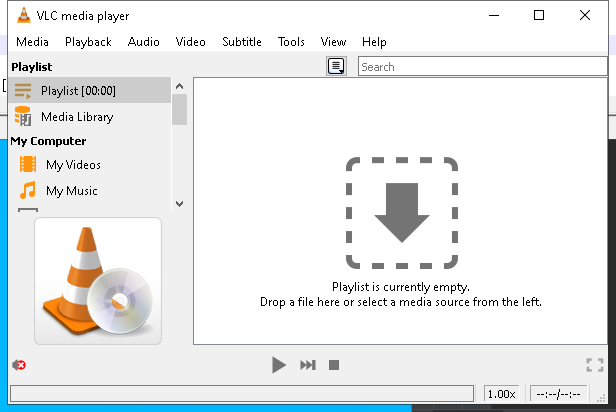 VLC media player
Media Playback Audio Video Subtitle Tools View Help
Playlist
Search
Playlist [00:00]
Media Library
My Computer
My Videos
My Music
Playlist is currently empty.
Drop a file here or select a media source from the left.
1.00x
--:--/--:--